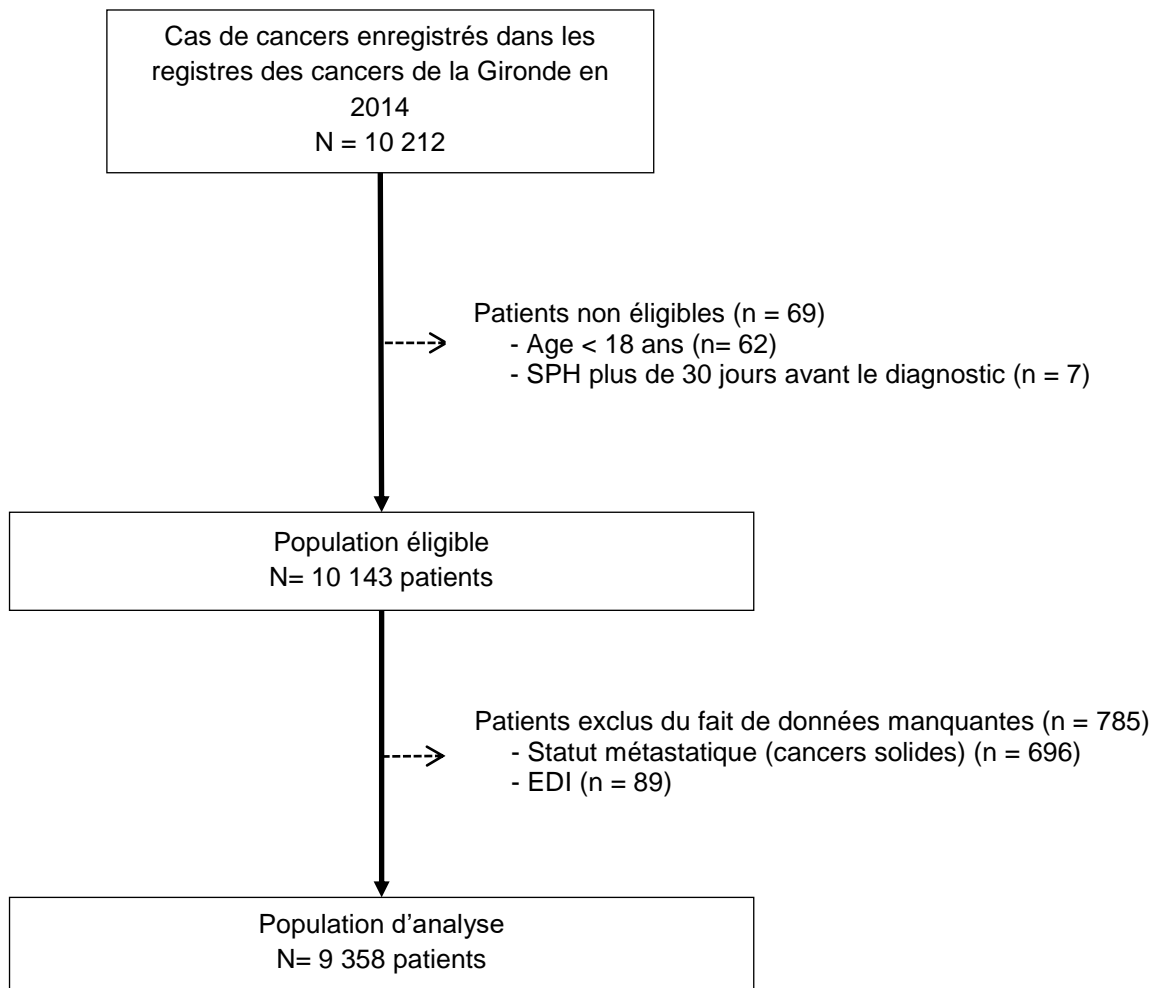 Cas de cancers enregistrés dans les
registres des cancers de la Gironde en
2014
N = 10 212
Patients non éligibles (n = 69)
- Age < 18 ans (n= 62)
- SPH plus de 30 jours avant le diagnostic (n = 7)
Population éligible
N= 10 143 patients
Patients exclus du fait de données manquantes (n = 785)
- Statut métastatique (cancers solides) (n = 696)
- EDI (n = 89)
Population d'analyse
N= 9 358 patients